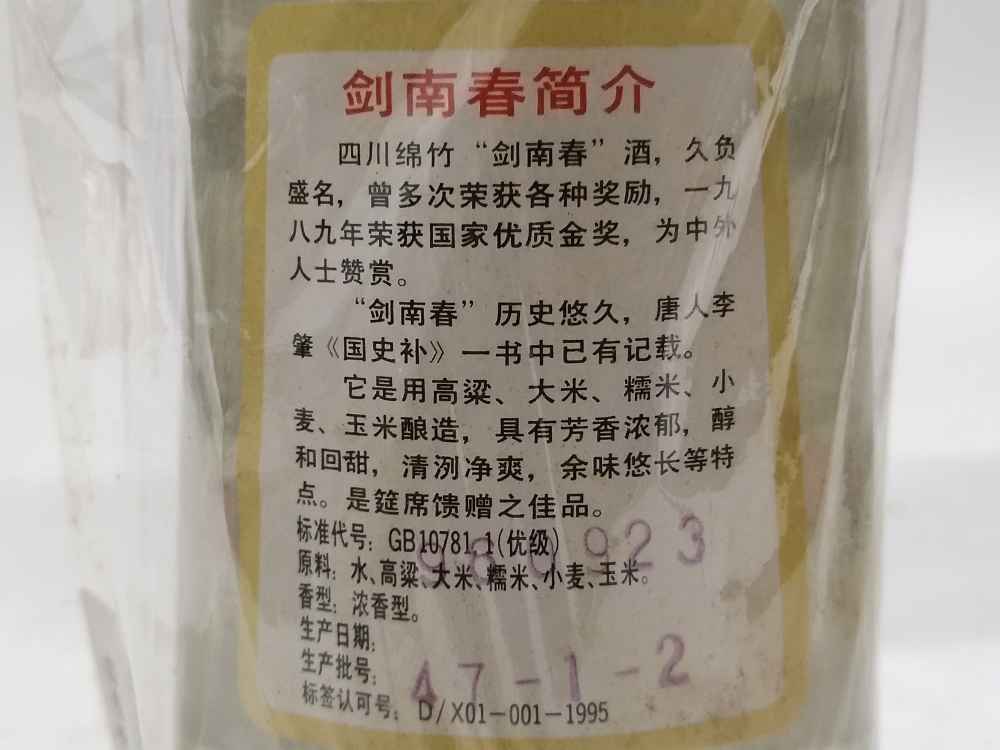 剑南春简介
四川绵竹“剑南春”酒，久负
盛名，曾多次荣获各种奖励，一九
八九年荣获国家优质金奖，为中外
人士赞赏。
“剑南春”历史悠久，唐人李
肇《国史补》一书中已有记载。
它是用高粱、大米、糯米、小
麦、玉米酿造，具有芳香浓郁，醇
和回甜，清洌净爽，余味悠长等特
点。是筵席馈赠之佳品。
标准代号：GB10781.1(优级)
980923
原料：水、高粱、大米、糯米、小麦、玉米。
香型：浓香型。
生产日期：
生产批号：47-1-2
标签认可号：D/X01-001-1995